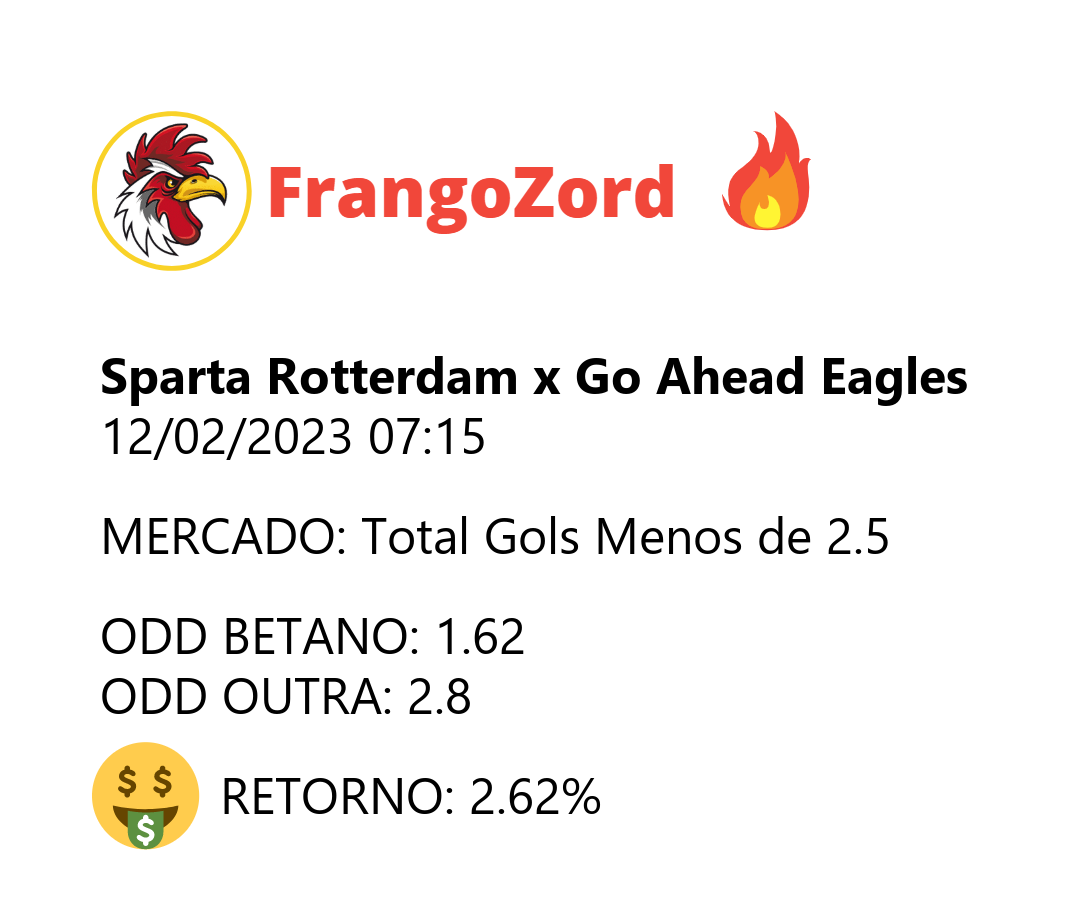 FrangoZord
Sparta Rotterdam x Go Ahead Eagles
12/02/2023 07:15
MERCADO: Total Gols Menos de 2.5
ODD BETANO: 1.62
ODD OUTRA: 2.8
$ $
$
RETORNO: 2.62%